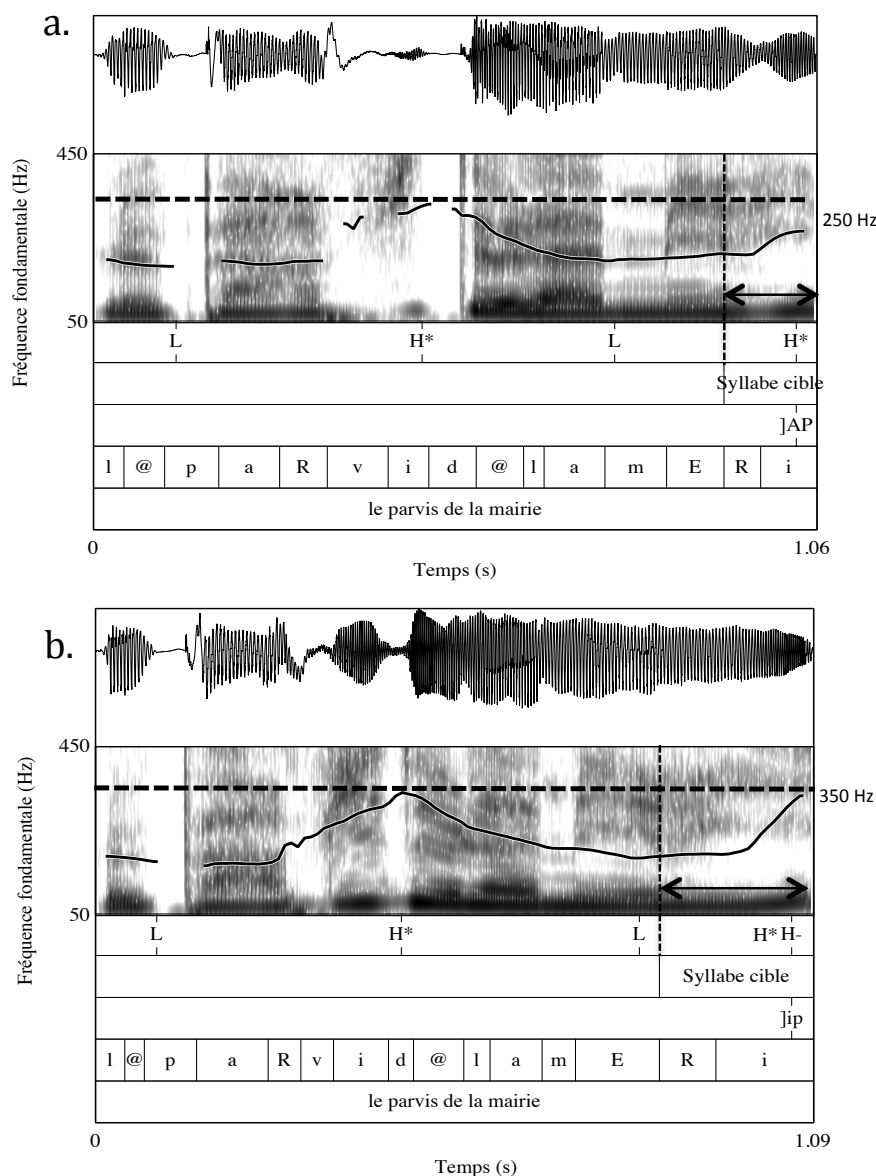 a.
450
Fréquence fondamentale (Hz)
250 Hz
50
L H* L H*
Syllabe cible
]AP
l @ p a R v i d @ l a m E R i
le parvis de la mairie
0 1.06
Temps (s)
b.
450
Fréquence fondamentale (Hz)
350 Hz
50
L H* L H* H-
Syllabe cible
]ip
l @ p a R v i d @ l a m E R i
le parvis de la mairie
0 1.09
Temps (s)